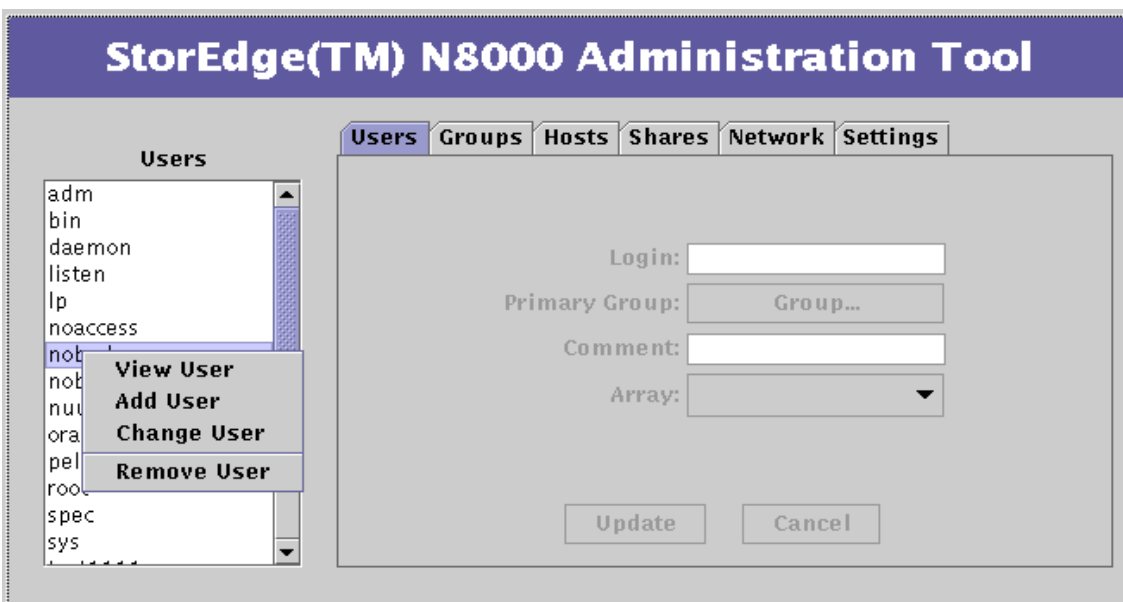 StorEdge(TM) N8000 Administration Tool
Users Groups Hosts Shares Network Settings
Users
adm
bin
daemon
listen
lp
noaccess
View User
Add User
Change User
Remove User
root
spec
sys
Login:
Primary Group: Group...
Comment:
Array:
Update Cancel